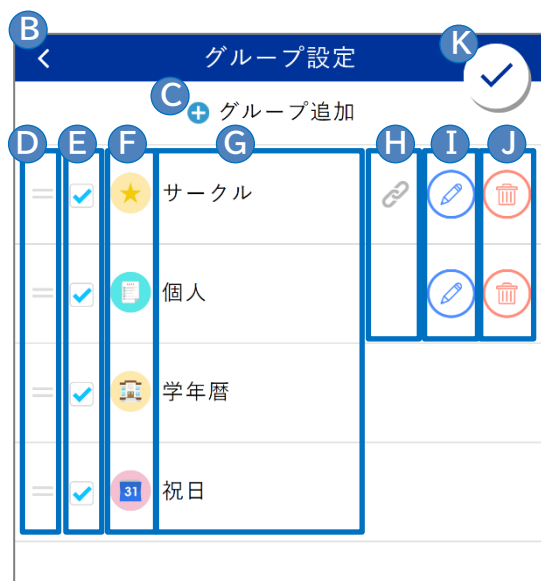 B
K
グループ設定
C
グループ追加
D E F G H I J
サークル
個人
学年暦
31 祝日